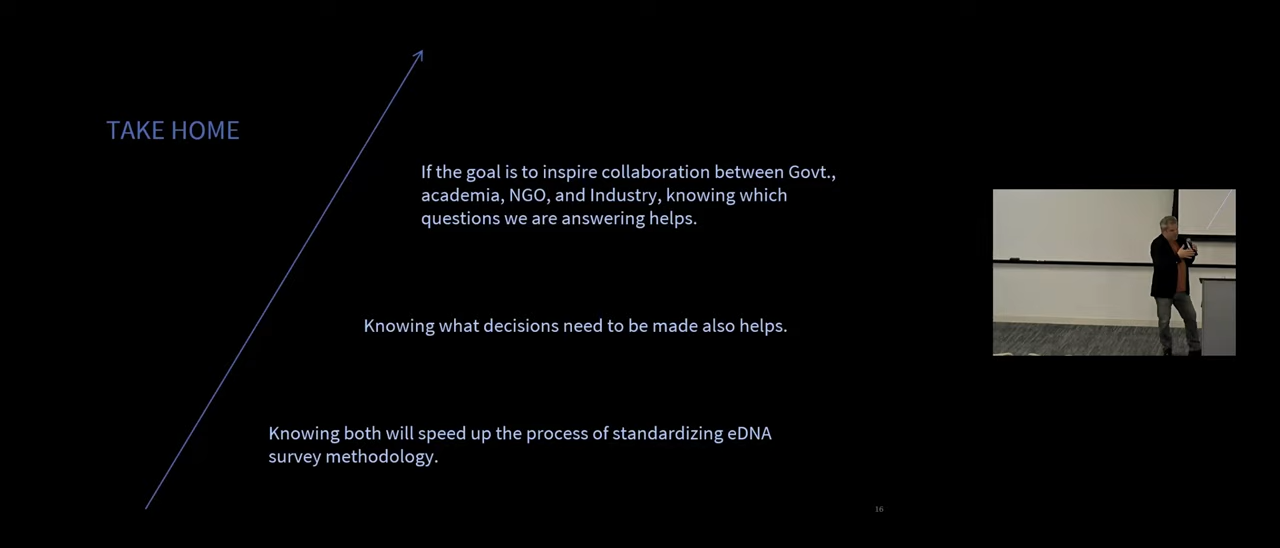 TAKE HOME
If the goal is to inspire collaboration between Govt.,
academia, NGO, and Industry, knowing which
questions we are answering helps.
Knowing what decisions need to be made also helps.
Knowing both will speed up the process of standardizing eDNA
survey methodology.
16